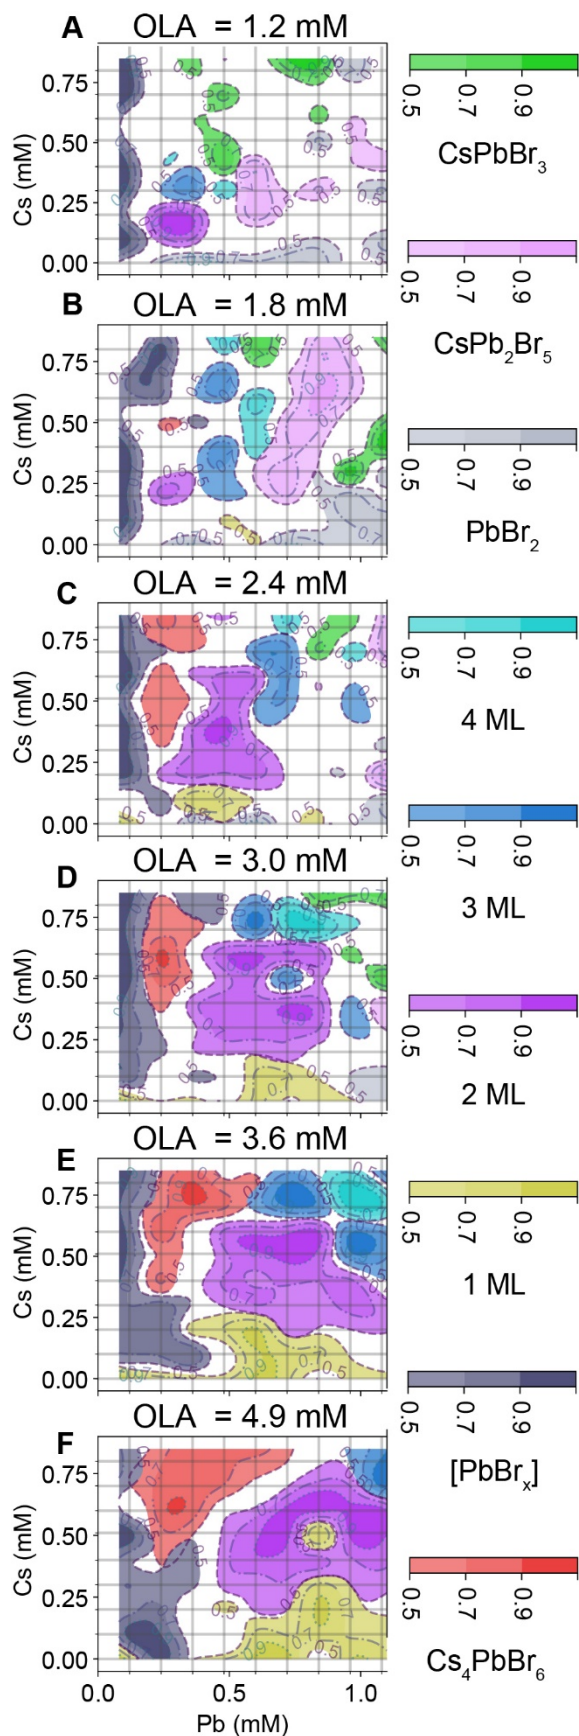 A OLA = 1.2 mM
Cs (mM)
0.75
0.50
0.25
0.00
B OLA = 1.8 mM
Cs (mM)
0.75
0.50
0.25
0.00
C OLA = 2.4 mM
Cs (mM)
0.75
0.50
0.25
0.00
D OLA = 3.0 mM
Cs (mM)
0.75
0.50
0.25
0.00
E OLA = 3.6 mM
Cs (mM)
0.75
0.50
0.25
0.00
F OLA = 4.9 mM
Cs (mM)
0.75
0.50
0.25
0.00
0.0 0.5 1.0
Pb (mM)
0.5 0.7 0.9
CsPbBr₃
0.5 0.7 0.9
CsPb₂Br₅
0.5 0.7 0.9
PbBr₂
0.5 0.7 0.9
4 ML
0.5 0.7 0.9
3 ML
0.5 0.7 0.9
2 ML
0.5 0.7 0.9
1 ML
0.5 0.7 0.9
[PbBrₓ]
0.5 0.7 0.9
Cs₄PbBr₆